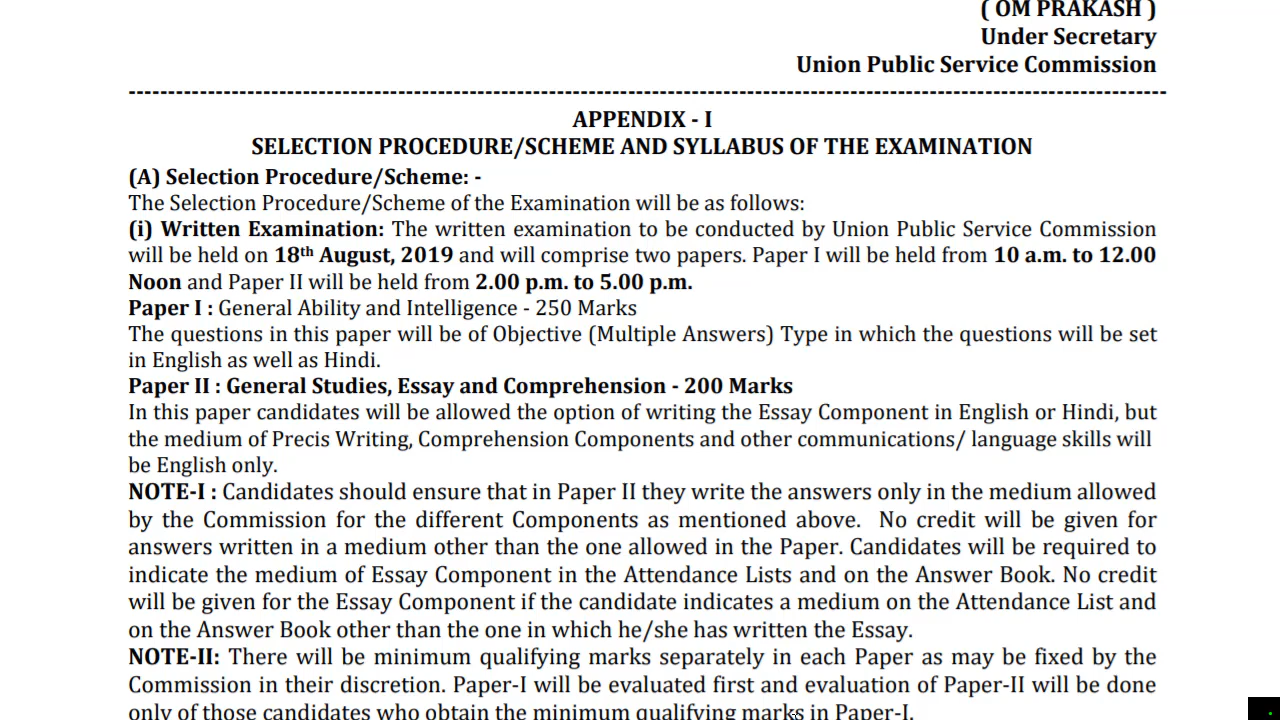 ( OM PRAKASH )
Under Secretary
Union Public Service Commission
--------------------------------------------------------------------------------------------------------------------------------------
APPENDIX - I
SELECTION PROCEDURE/SCHEME AND SYLLABUS OF THE EXAMINATION
(A) Selection Procedure/Scheme: -
The Selection Procedure/Scheme of the Examination will be as follows:
(i) Written Examination: The written examination to be conducted by Union Public Service Commission
will be held on 18th August, 2019 and will comprise two papers. Paper I will be held from 10 a.m. to 12.00
Noon and Paper II will be held from 2.00 p.m. to 5.00 p.m.
Paper I : General Ability and Intelligence - 250 Marks
The questions in this paper will be of Objective (Multiple Answers) Type in which the questions will be set
in English as well as Hindi.
Paper II : General Studies, Essay and Comprehension - 200 Marks
In this paper candidates will be allowed the option of writing the Essay Component in English or Hindi, but
the medium of Precis Writing, Comprehension Components and other communications/ language skills will
be English only.
NOTE-I : Candidates should ensure that in Paper II they write the answers only in the medium allowed
by the Commission for the different Components as mentioned above. No credit will be given for
answers written in a medium other than the one allowed in the Paper. Candidates will be required to
indicate the medium of Essay Component in the Attendance Lists and on the Answer Book. No credit
will be given for the Essay Component if the candidate indicates a medium on the Attendance List and
on the Answer Book other than the one in which he/she has written the Essay.
NOTE-II: There will be minimum qualifying marks separately in each Paper as may be fixed by the
Commission in their discretion. Paper-I will be evaluated first and evaluation of Paper-II will be done
only of those candidates who obtain the minimum qualifying marks in Paper-I.